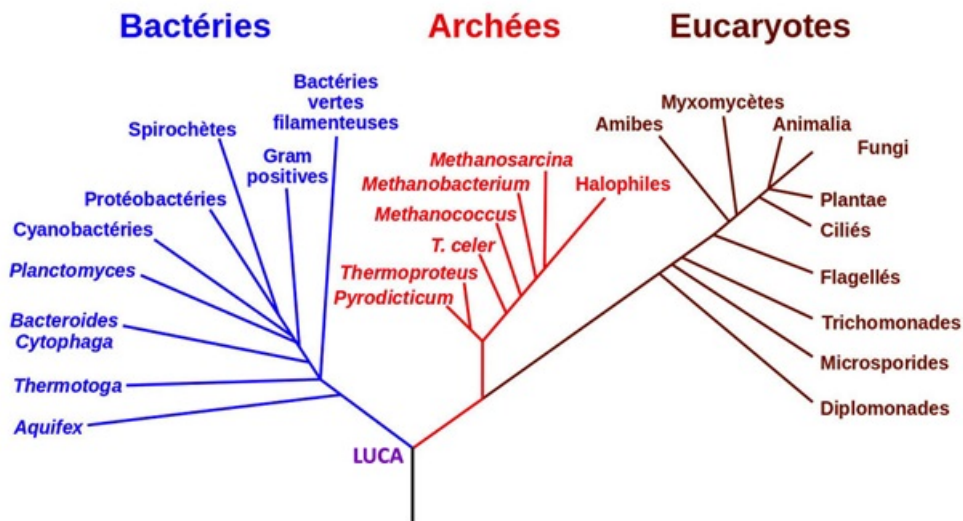 Bactéries
Archées
Eucaryotes
Bactéries
vertes
filamenteuses
Spirochètes
Gram
positives
Protéobactéries
Cyanobactéries
Planctomyces
Bacteroides
Cytophaga
Thermotoga
Aquifex
Methanosarcina
Methanobacterium
Halophiles
Methanococcus
T. celer
Thermoproteus
Pyrodicticum
Myxomycètes
Amibes
Animalia
Fungi
Plantae
Ciliés
Flagellés
Trichomonades
Microsporides
Diplomonades
LUCA